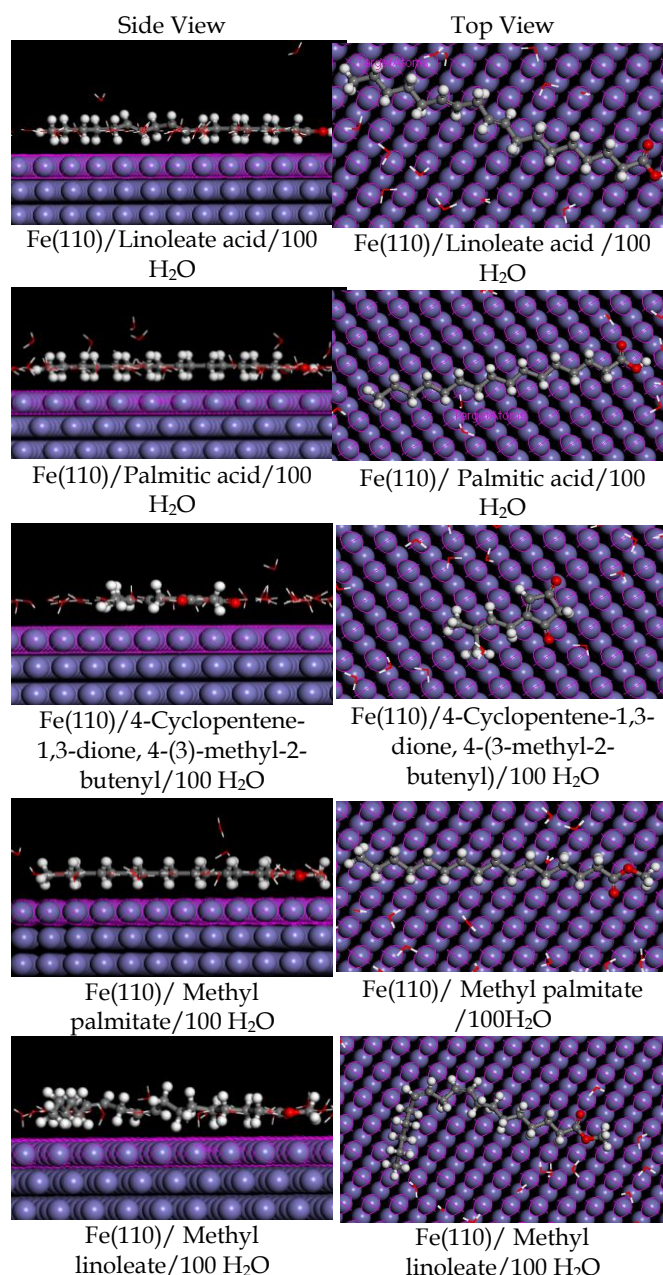 Side View
Top View
Target atoms
Fe(110)/Linoleate acid/100
H₂O
Fe(110)/Linoleate acid /100
H₂O
Target atoms
Fe(110)/Palmitic acid/100
H₂O
Fe(110)/ Palmitic acid/100
H₂O
Fe(110)/4-Cyclopentene-
1,3-dione, 4-(3)-methyl-2-
butenyl/100 H₂O
Fe(110)/4-Cyclopentene-1,3-
dione, 4-(3-methyl-2-
butenyl)/100 H₂O
Fe(110)/ Methyl
palmitate/100 H₂O
Fe(110)/ Methyl palmitate
/100H₂O
Fe(110)/ Methyl
linoleate/100 H₂O
Fe(110)/ Methyl
linoleate/100 H₂O